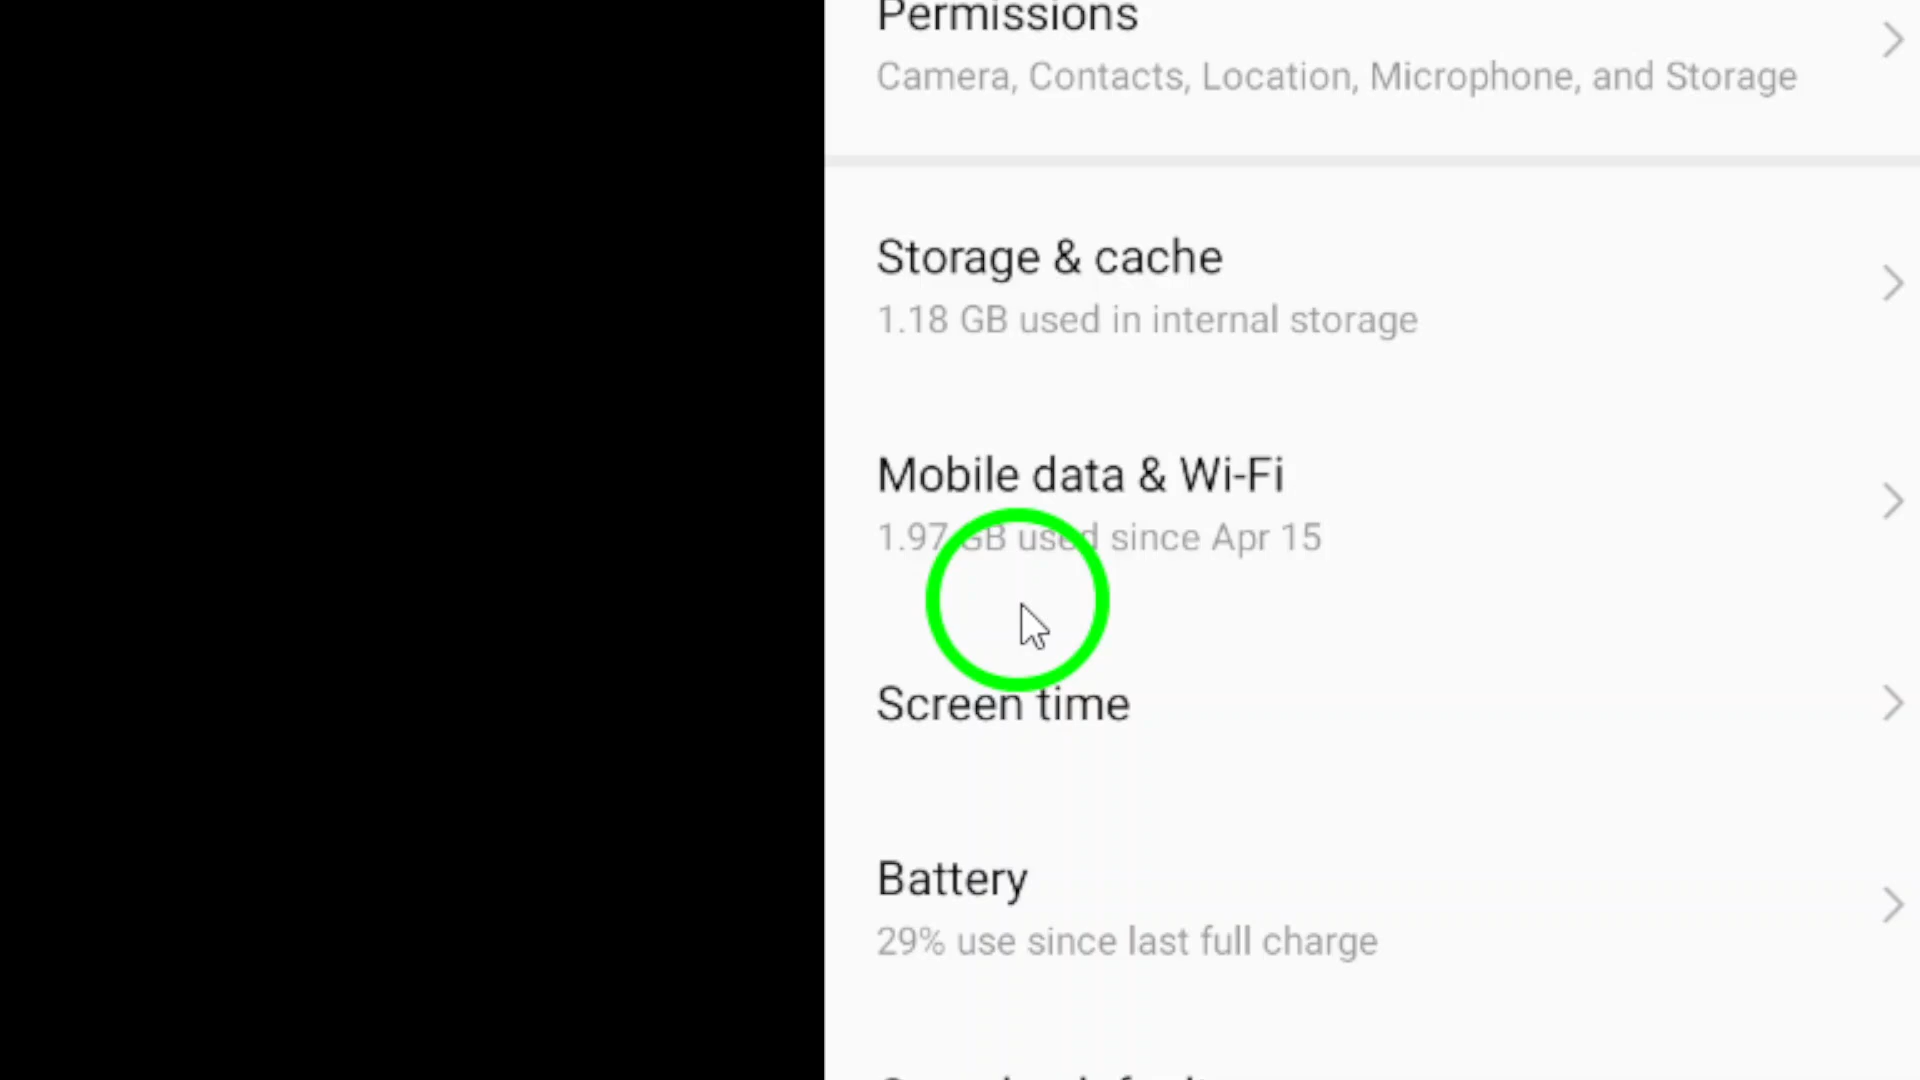 Permissions
Camera, Contacts, Location, Microphone, and Storage
Storage & cache
1.18 GB used in internal storage
Mobile data & Wi-Fi
1.97 GB used since Apr 15
Screen time
Battery
29% use since last full charge